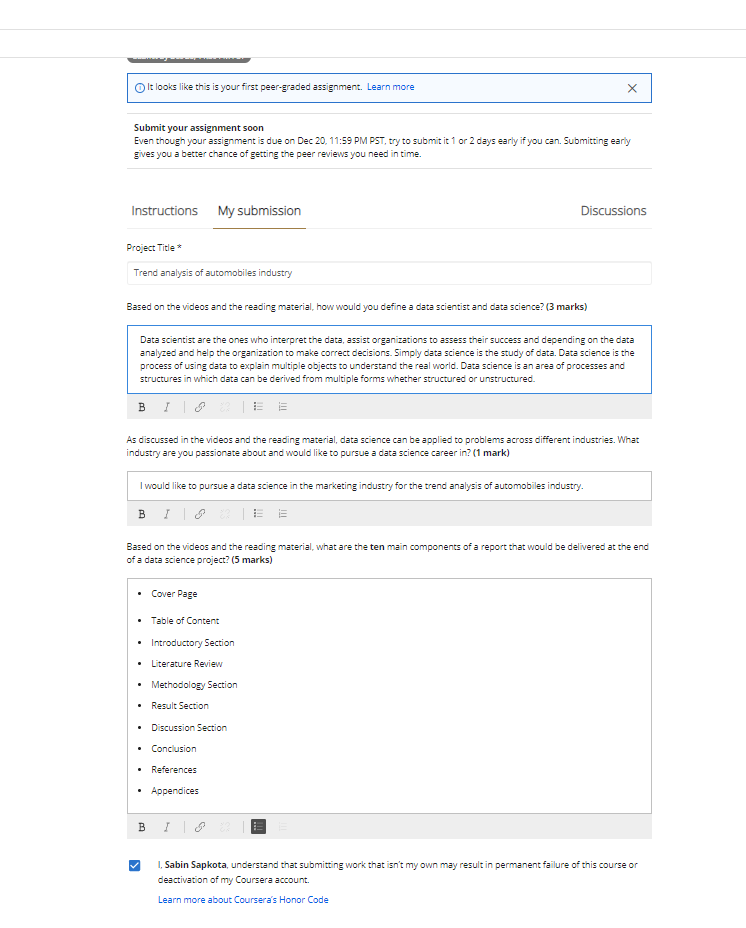 It looks like this is your first peer-graded assignment. Learn more
Submit your assignment soon
Even though your assignment is due on Dec 20, 11:59 PM PST, try to submit it 1 or 2 days early if you can. Submitting early
gives you a better chance of getting the peer reviews you need in time.
Instructions My submission Discussions
Project Title *
Trend analysis of automobiles industry
Based on the videos and the reading material, how would you define a data scientist and data science? (3 marks)
Data scientist are the ones who interpret the data, assist organizations to assess their success and depending on the data
analyzed and help the organization to make correct decisions. Simply data science is the study of data. Data science is the
process of using data to explain multiple objects to understand the real world. Data science is an area of processes and
structures in which data can be derived from multiple forms whether structured or unstructured.
B I
As discussed in the videos and the reading material, data science can be applied to problems across different industries. What
industry are you passionate about and would like to pursue a data science career in? (1 mark)
I would like to pursue a data science in the marketing industry for the trend analysis of automobiles industry.
B I
Based on the videos and the reading material, what are the ten main components of a report that would be delivered at the end
of a data science project? (5 marks)
• Cover Page
• Table of Content
• Introductory Section
• Literature Review
• Methodology Section
• Result Section
• Discussion Section
• Conclusion
• References
• Appendices
B I
I, Sabin Sapkota, understand that submitting work that isn't my own may result in permanent failure of this course or
deactivation of my Coursera account.
Learn more about Coursera's Honor Code